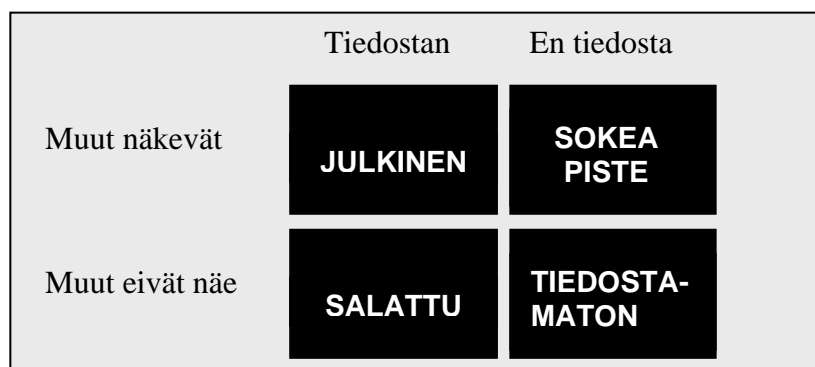 Tiedostan En tiedosta
Muut näkevät
JULKINEN
SOKEA
PISTE
Muut eivät näe
SALATTU
TIEDOSTA-
MATON